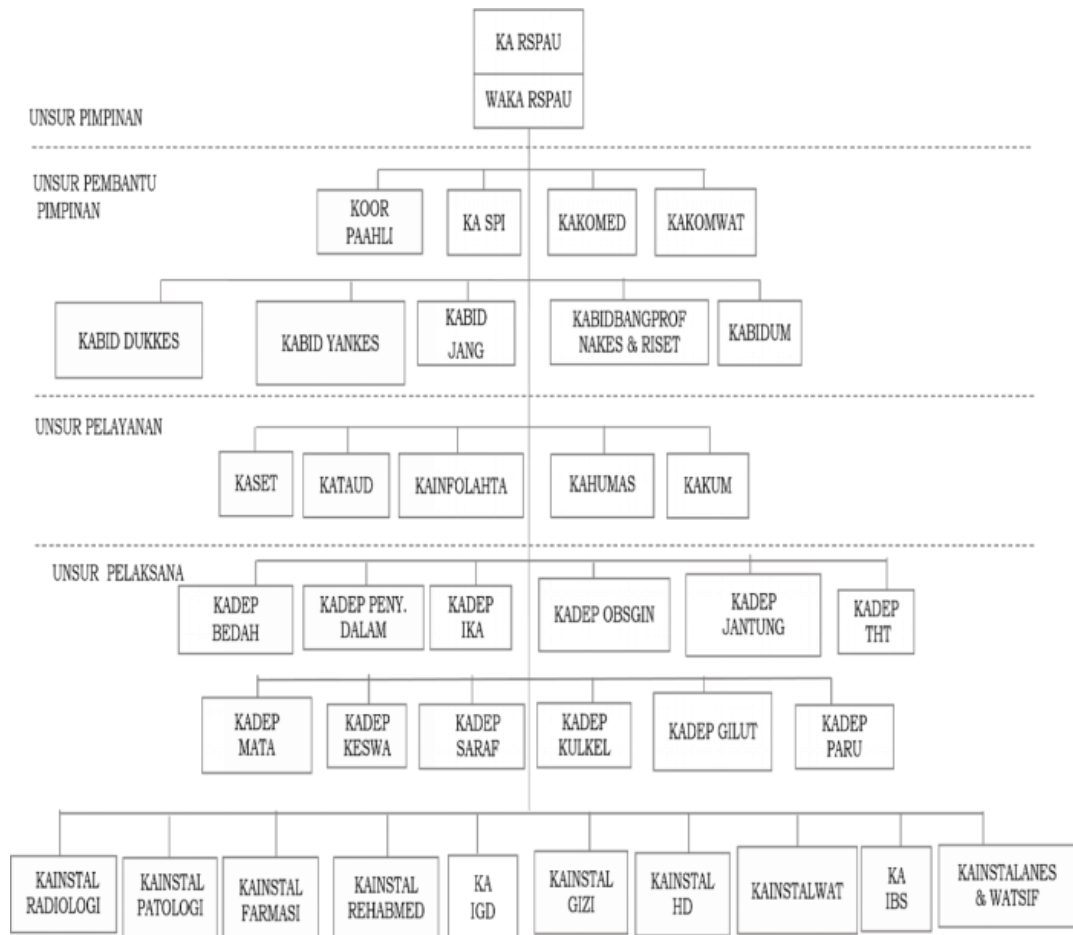 KA RSPAU
WAKA RSPAU
UNSUR PIMPINAN
UNSUR PEMBANTU
PIMPINAN
KOOR
PAAHLI
KA SPI
KAKOMED
KAKOMWAT
KABID DUKKES
KABID YANKES
KABID
JANG
KABIDBANGPROF
NAKES & RISET
KABIDUM
UNSUR PELAYANAN
KASET
KATAUD
KAINFOLAHTA
KAHUMAS
KAKUM
UNSUR PELAKSANA
KADEP
BEDAH
KADEP PENY.
DALAM
KADEP
IKA
KADEP OBSGIN
KADEP
JANTUNG
KADEP
THT
KADEP
MATA
KADEP
KESWA
KADEP
SARAF
KADEP
KULKEL
KADEP GILUT
KADEP
PARU
KAINSTAL
RADIOLOGI
KAINSTAL
PATOLOGI
KAINSTAL
FARMASI
KAINSTAL
REHABMED
KA
IGD
KAINSTAL
GIZI
KAINSTAL
HD
KAINSTALWAT
KA
IBS
KAINSTALANES
& WATSIF